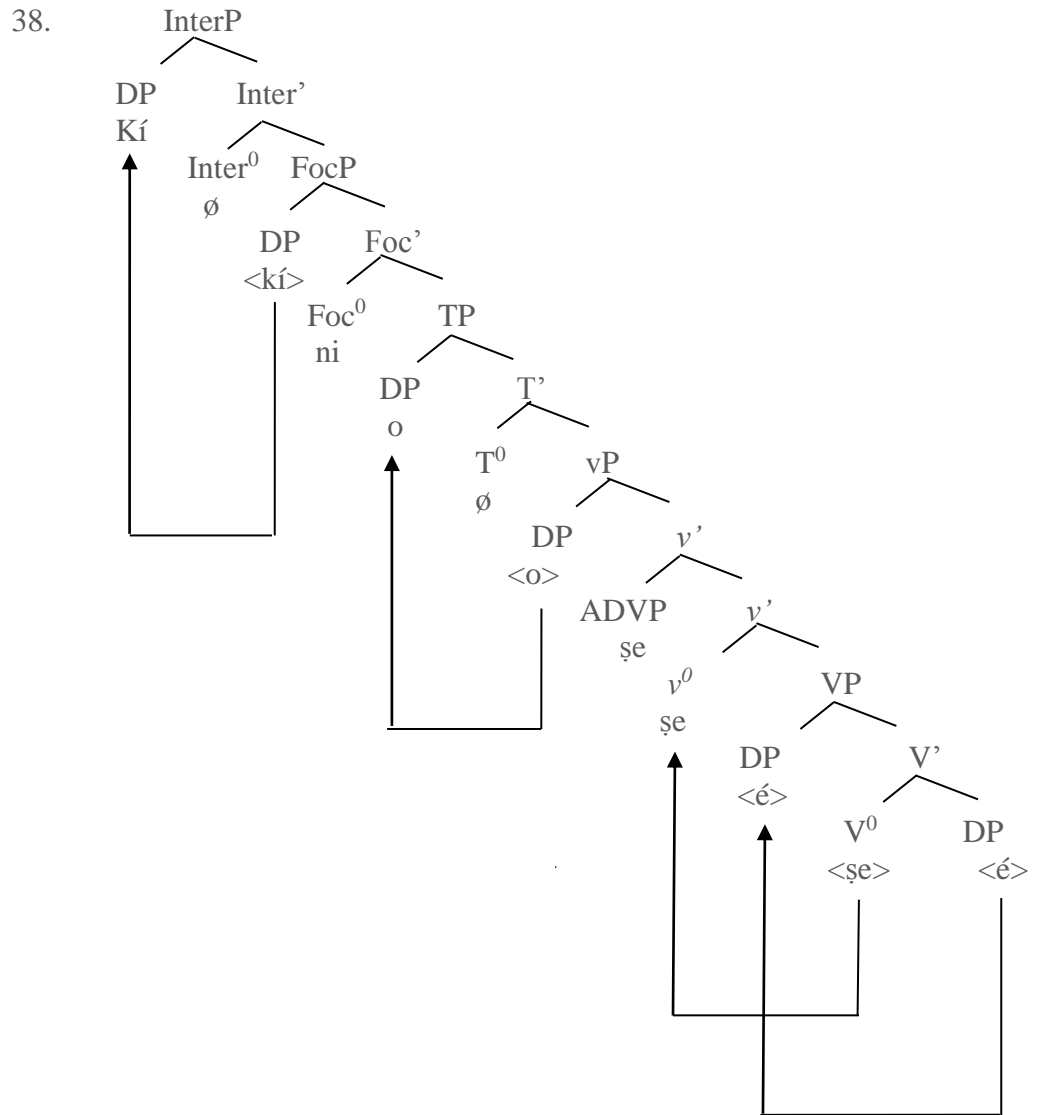 38. InterP
DP Inter’
Kí
Inter⁰ FocP
ø
DP Foc’
<kí>
Foc⁰ TP
ni
DP T’
o
T⁰ vP
ø
DP v’
<o>
ADVP v’
ṣe
v⁰ VP
ṣe
DP V’
<é>
V⁰ DP
<ṣe> <é>